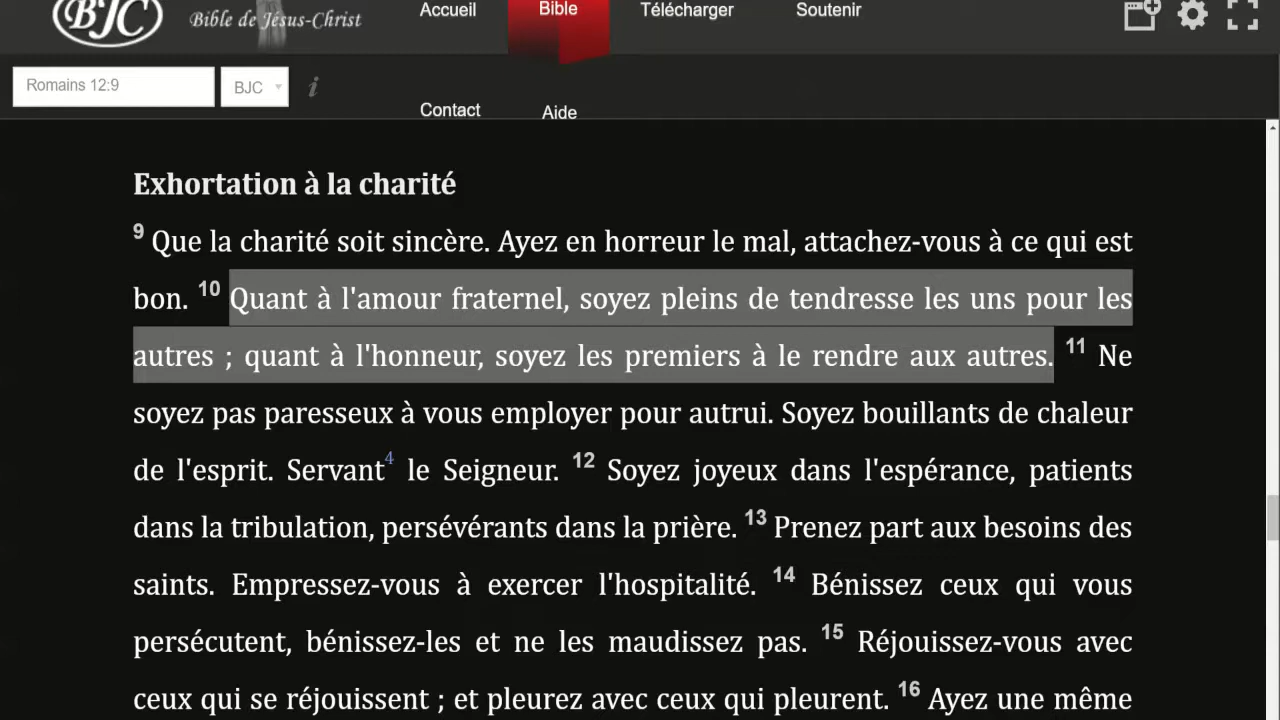 BJC
Bible de Jésus-Christ
Accueil
Bible
Télécharger
Soutenir
Romains 12:9
BJC
i
Contact
Aide
Exhortation à la charité
9 Que la charité soit sincère. Ayez en horreur le mal, attachez-vous à ce qui est
bon. 10 Quant à l'amour fraternel, soyez pleins de tendresse les uns pour les
autres ; quant à l'honneur, soyez les premiers à le rendre aux autres. 11 Ne
soyez pas paresseux à vous employer pour autrui. Soyez bouillants de chaleur
de l'esprit. Servant4 le Seigneur. 12 Soyez joyeux dans l'espérance, patients
dans la tribulation, persévérants dans la prière. 13 Prenez part aux besoins des
saints. Empressez-vous à exercer l'hospitalité. 14 Bénissez ceux qui vous
persécutent, bénissez-les et ne les maudissez pas. 15 Réjouissez-vous avec
ceux qui se réjouissent ; et pleurez avec ceux qui pleurent. 16 Ayez une même